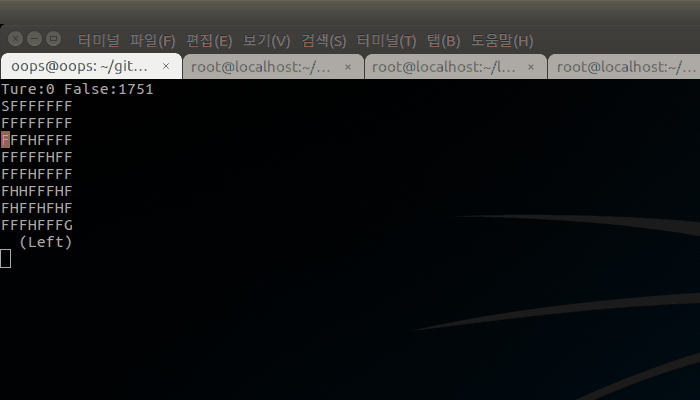 터미널 파일(F) 편집(E) 보기(V) 검색(S) 터미널(T) 탭(B) 도움말(H)
oops@oops: ~/git... × root@localhost:~/... × root@localhost:~/l... × root@localhost:~/...
Ture:0 False:1751
SFFFFFFF
FFFFFFFF
FFFHFFFF
FFFFFHFF
FFFHFFFF
FHHFFFHF
FHFFHFHF
FFFHFFFG
(Left)